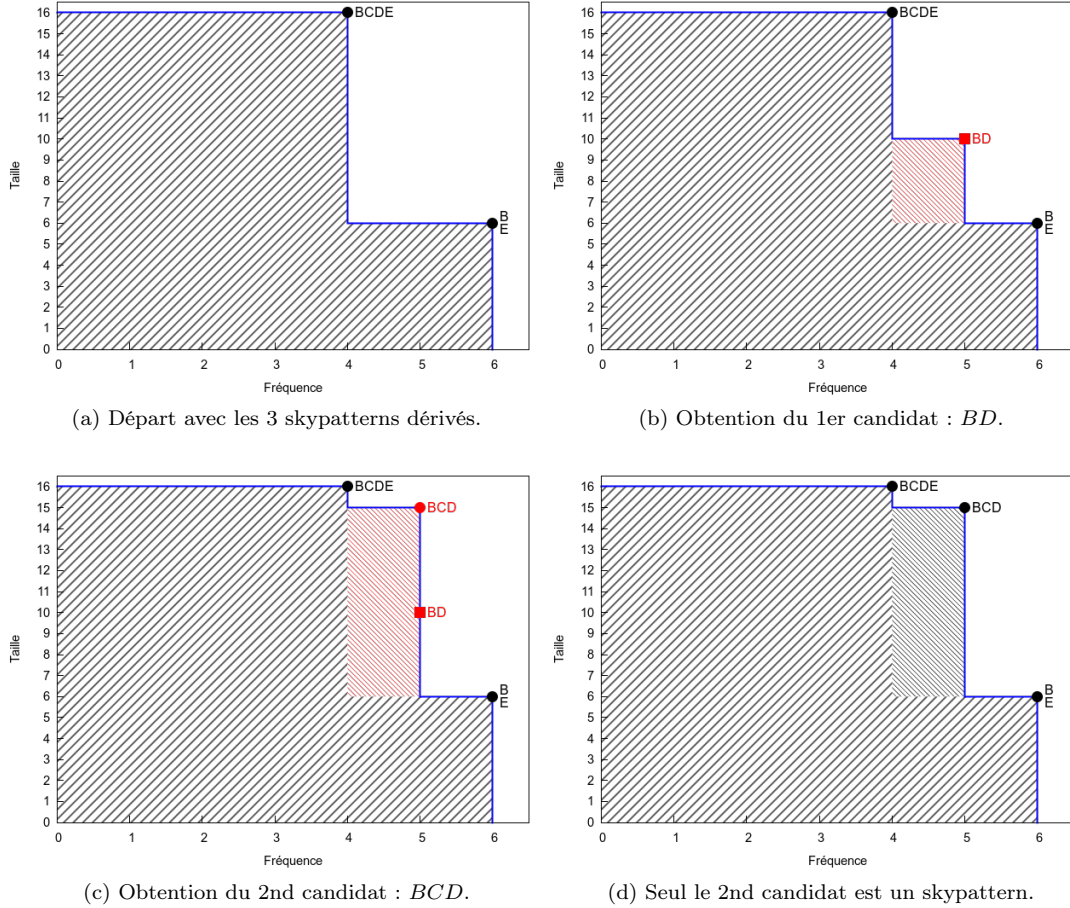 16
15
14
13
12
11
10
9
8
7
6
5
4
3
2
1
0
Taille
0 1 2 3 4 5 6
Fréquence
BCDE
B
E
(a) Départ avec les 3 skypatterns dérivés.
16
15
14
13
12
11
10
9
8
7
6
5
4
3
2
1
0
Taille
0 1 2 3 4 5 6
Fréquence
BCDE
BD
B
E
(b) Obtention du 1er candidat : BD.
16
15
14
13
12
11
10
9
8
7
6
5
4
3
2
1
0
Taille
0 1 2 3 4 5 6
Fréquence
BCDE
BCD
BD
B
E
(c) Obtention du 2nd candidat : BCD.
16
15
14
13
12
11
10
9
8
7
6
5
4
3
2
1
0
Taille
0 1 2 3 4 5 6
Fréquence
BCDE
BCD
B
E
(d) Seul le 2nd candidat est un skypattern.